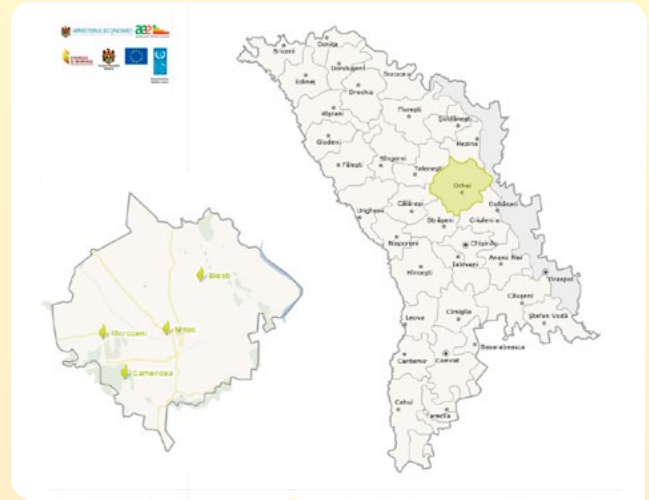 MINISTERUL ECONOMIEI aee
Briceni
Donita
Edineț
Dondușeni
Soroca
Drochia
Rîșcani
Florești
Șoldănești
Glodeni
Rezina
Fălești
Sîngerei
Telenești
Orhei
Ungheni
Călărași
Dubăsari
Strășeni
Criuleni
Nisporeni
Chișinău
Hîncești
Ialoveni
Anenii Noi
Tiraspol
Căușeni
Leova
Cimișlia
Ștefan Vodă
Basarabeasca
Cantemir
Comrat
Cahul
Taraclia
Biesti
Morozeni
Mitoc
Camencea